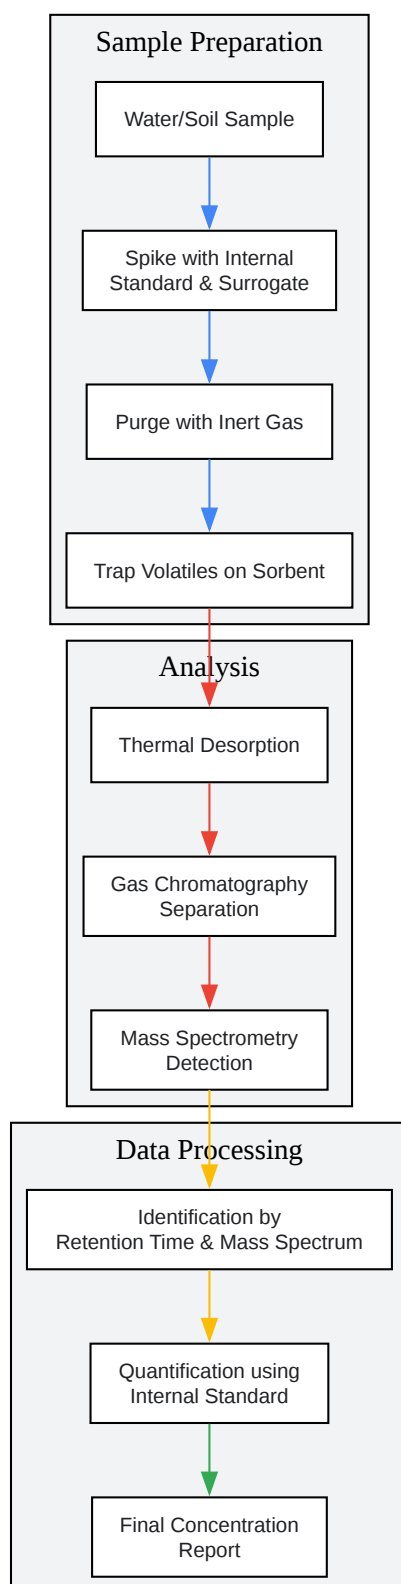 Sample Preparation
Water/Soil Sample
Spike with Internal
Standard & Surrogate
Purge with Inert Gas
Trap Volatiles on Sorbent
Analysis
Thermal Desorption
Gas Chromatography
Separation
Mass Spectrometry
Detection
Data Processing
Identification by
Retention Time & Mass Spectrum
Quantification using
Internal Standard
Final Concentration
Report